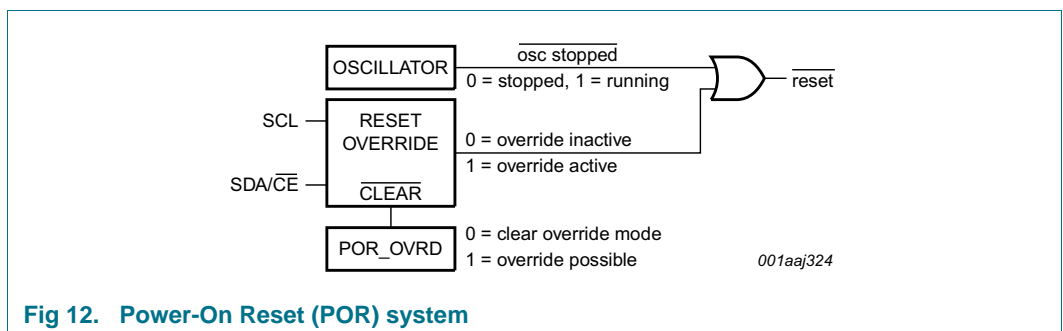 OSCILLATOR
osc stopped
0 = stopped, 1 = running
reset
SCL
RESET
OVERRIDE
0 = override inactive
1 = override active
SDA/CE
CLEAR
POR_OVRD
0 = clear override mode
1 = override possible
001aaj324
Fig 12. Power-On Reset (POR) system